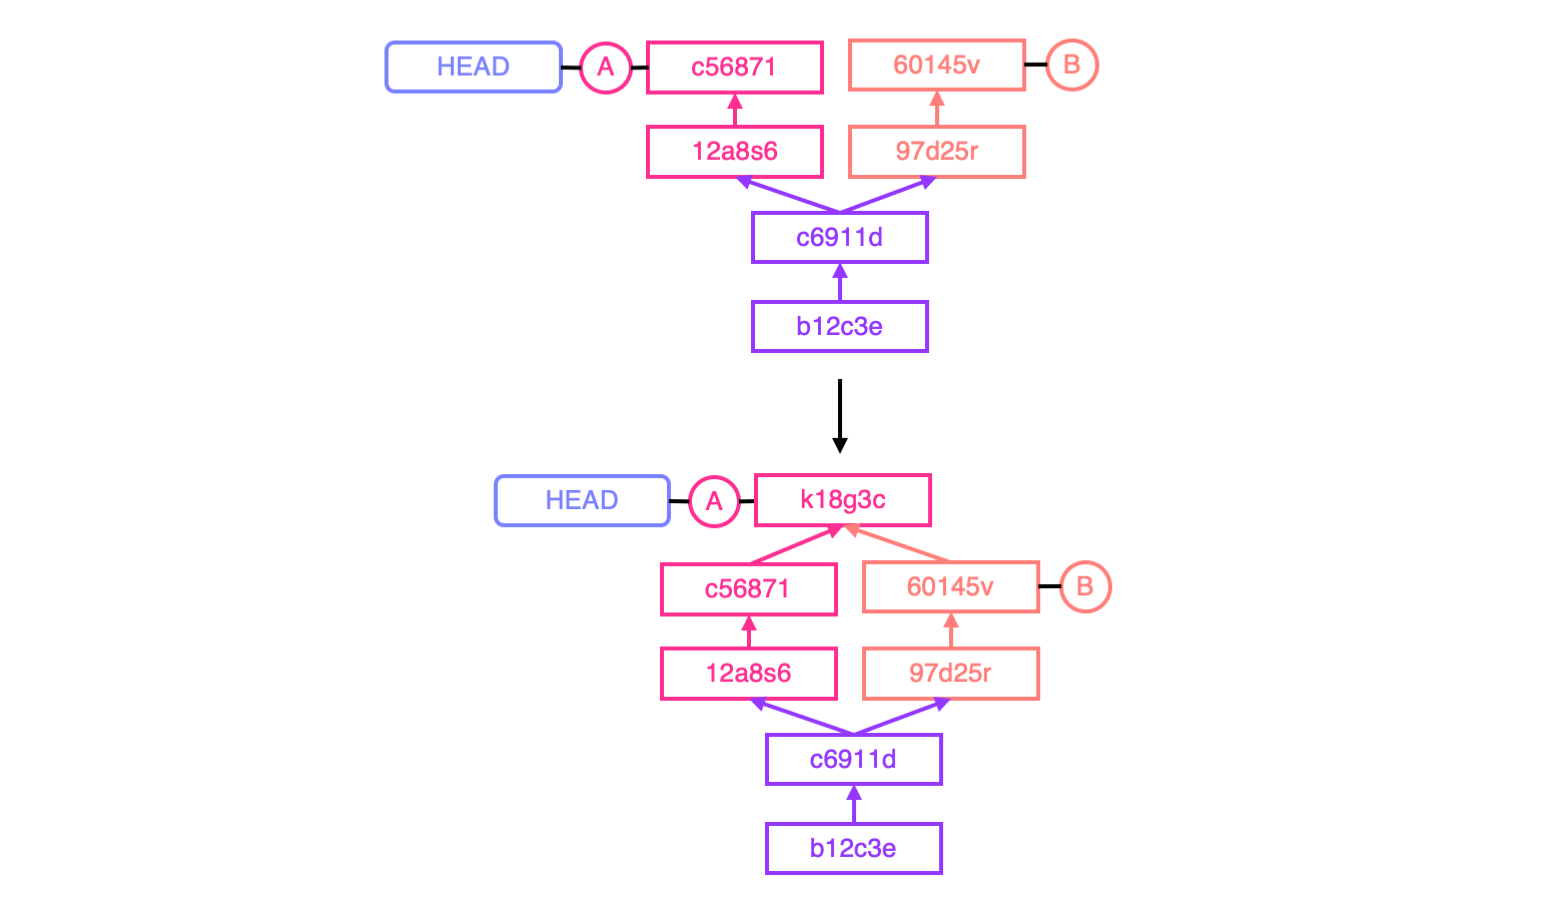 HEAD A c56871 60145v B
12a8s6 97d25r
c6911d
b12c3e
HEAD A k18g3c
c56871 60145v B
12a8s6 97d25r
c6911d
b12c3e